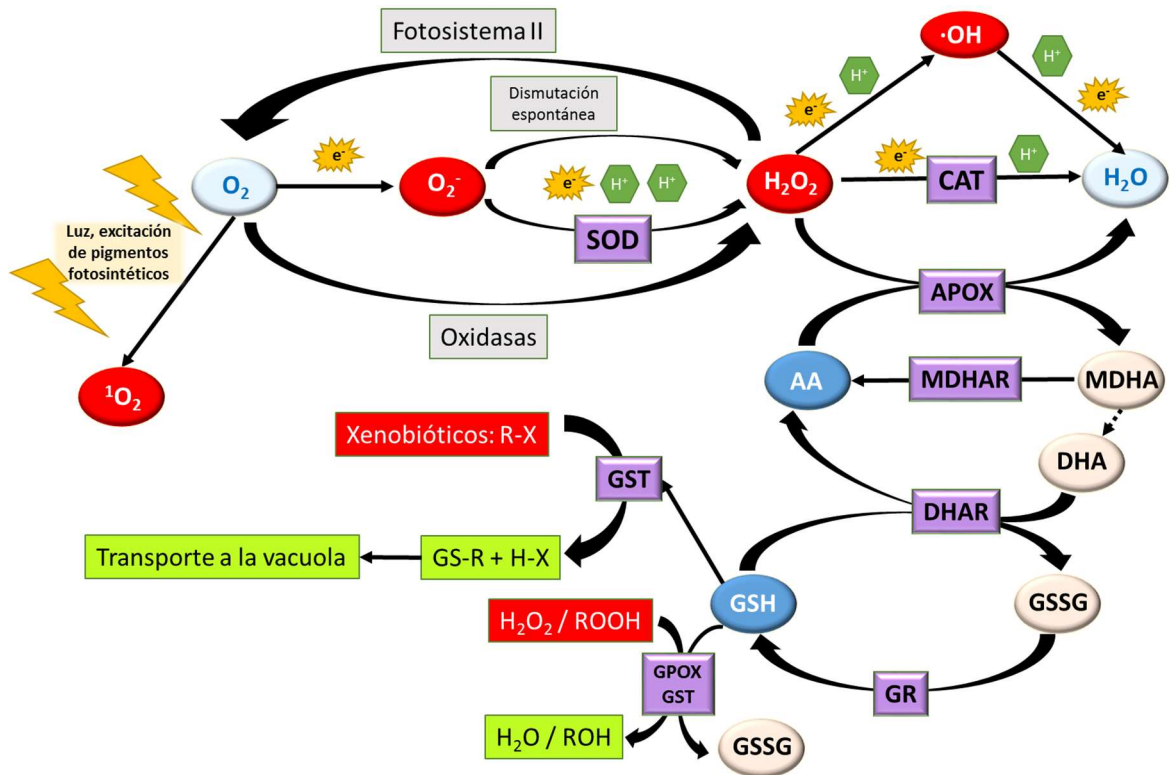 Fotosistema II
·OH
H⁺
H⁺
Dismutación
espontánea
e⁻
e⁻
e⁻
O₂
O₂⁻
e⁻
H⁺
H⁺
H₂O₂
e⁻
CAT
H⁺
H₂O
SOD
Luz, excitación
de pigmentos
fotosintéticos
Oxidasas
APOX
¹O₂
AA
MDHAR
MDHA
Xenobióticos: R-X
DHA
GST
DHAR
Transporte a la vacuola
GS-R + H-X
GSH
GSSG
H₂O₂ / ROOH
GPOX
GST
GR
H₂O / ROH
GSSG